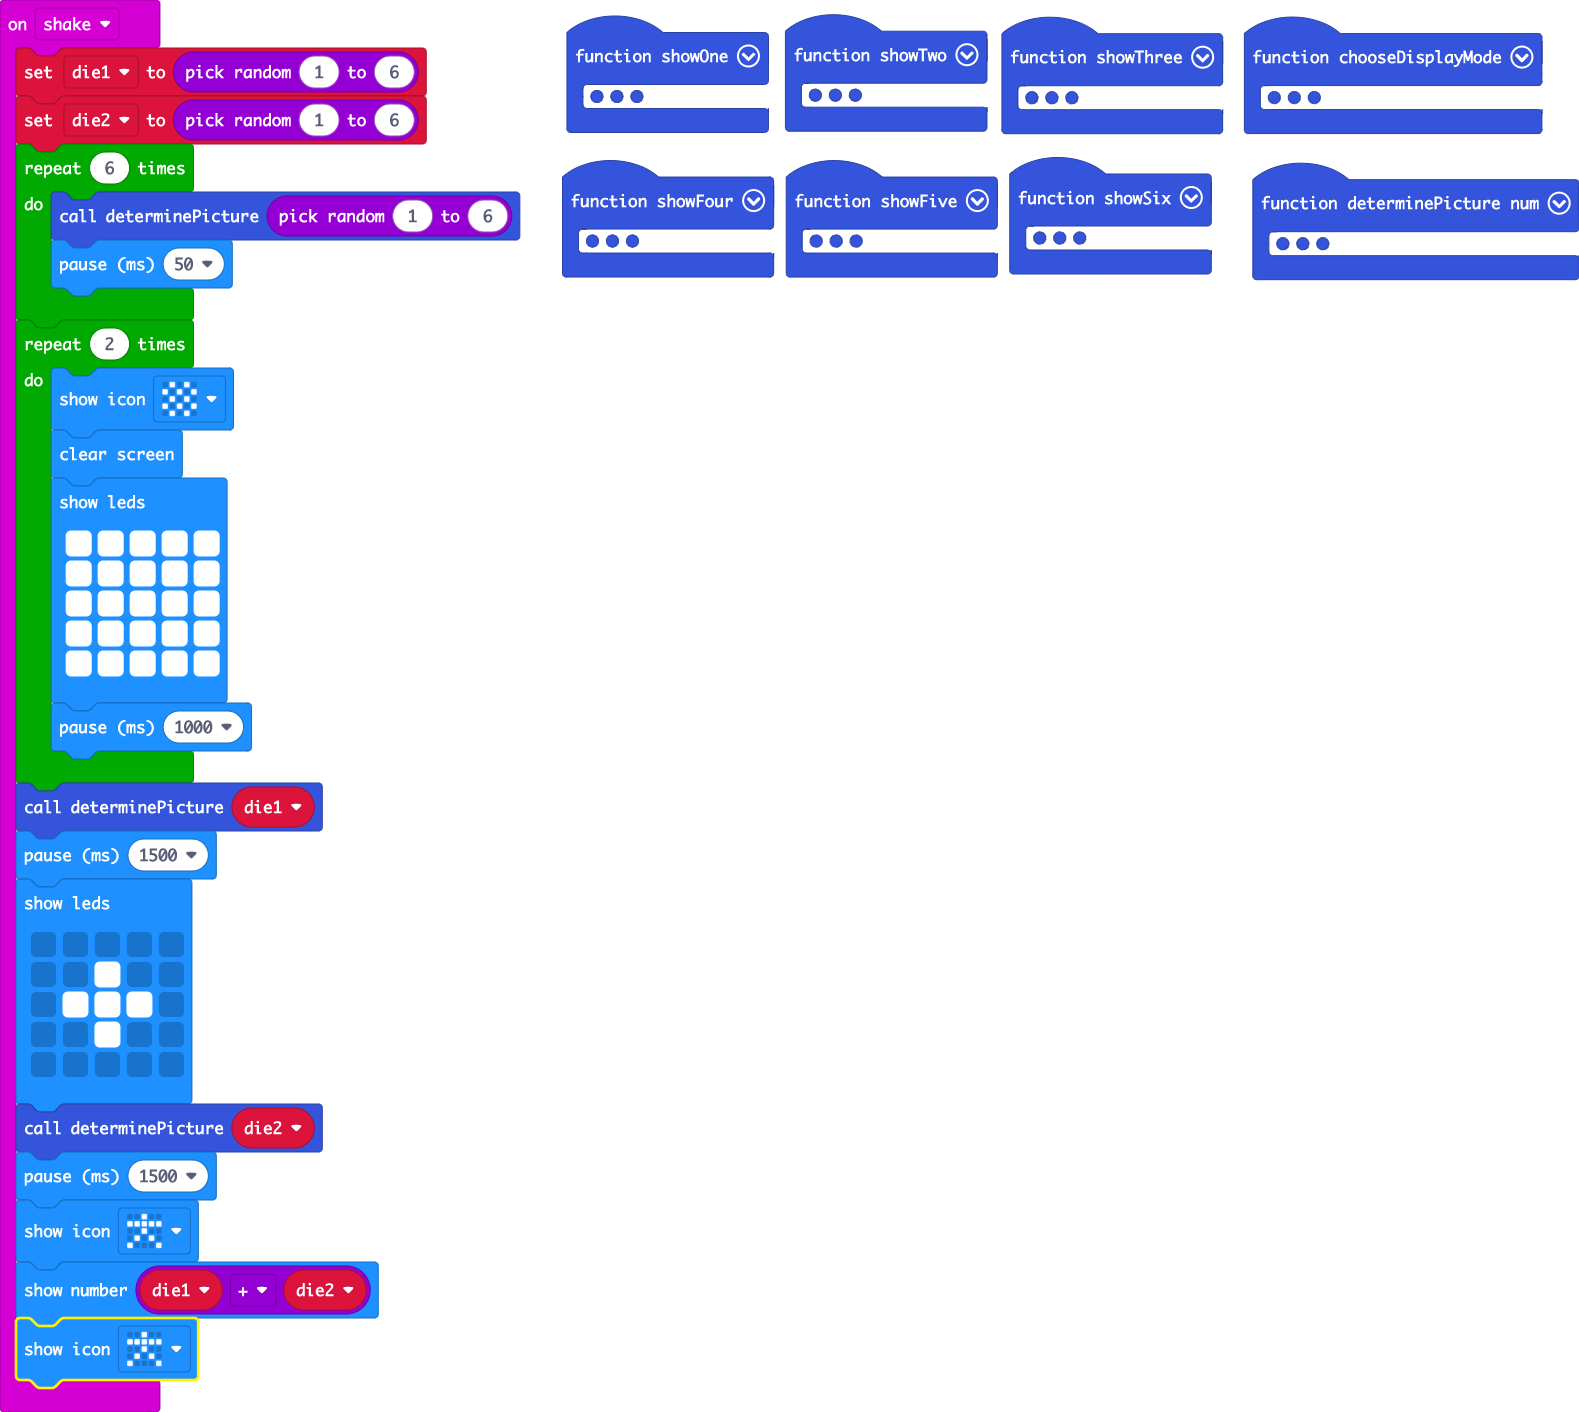 on shake
set die1 to pick random 1 to 6
set die2 to pick random 1 to 6
repeat 6 times
do
call determinePicture pick random 1 to 6
pause (ms) 50
repeat 2 times
do
show icon
clear screen
show leds
pause (ms) 1000
call determinePicture die1
pause (ms) 1500
show leds
call determinePicture die2
pause (ms) 1500
show icon
show number die1 + die2
show icon
function showOne
function showTwo
function showThree
function chooseDisplayMode
function showFour
function showFive
function showSix
function determinePicture num